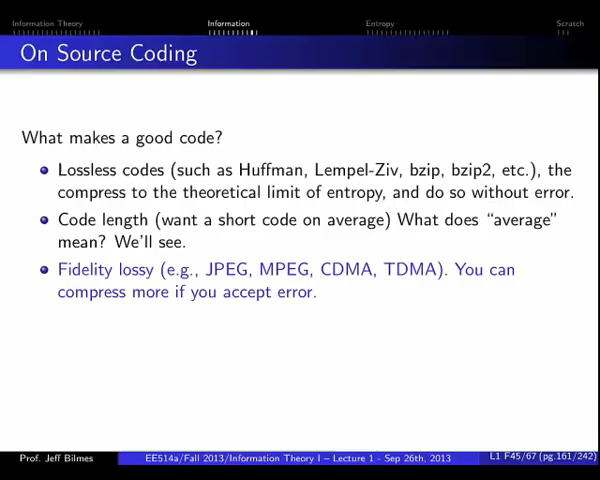 Information Theory Information Entropy Scratch
On Source Coding
What makes a good code?
Lossless codes (such as Huffman, Lempel-Ziv, bzip, bzip2, etc.), the
compress to the theoretical limit of entropy, and do so without error.
Code length (want a short code on average) What does “average”
mean? We'll see.
Fidelity lossy (e.g., JPEG, MPEG, CDMA, TDMA). You can
compress more if you accept error.
Prof. Jeff Bilmes EE514a/Fall 2013/Information Theory I – Lecture 1 - Sep 26th, 2013 L1 F45/67 (pg.161/242)